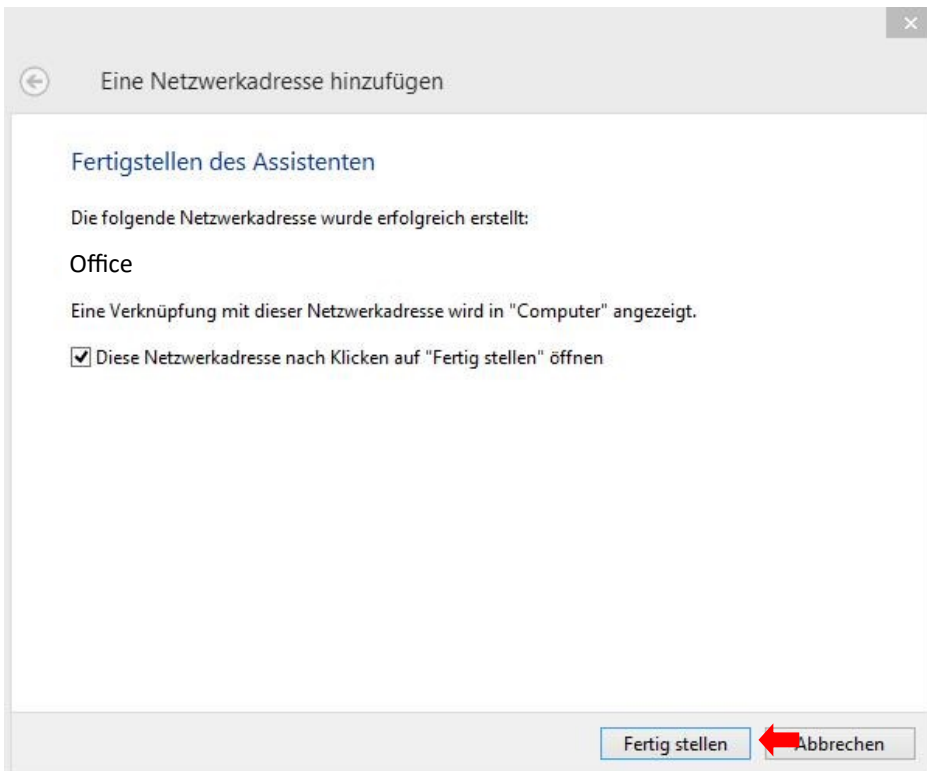 Eine Netzwerkadresse hinzufügen
Fertigstellen des Assistenten
Die folgende Netzwerkadresse wurde erfolgreich erstellt:
Office
Eine Verknüpfung mit dieser Netzwerkadresse wird in "Computer" angezeigt.
Diese Netzwerkadresse nach Klicken auf "Fertig stellen" öffnen
Fertig stellen Abbrechen